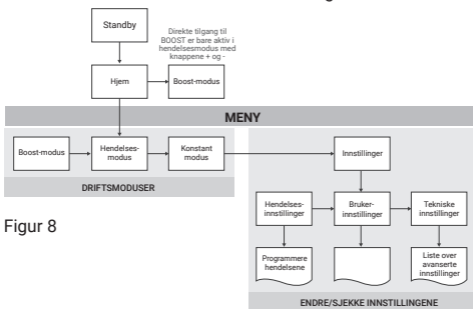 Standby
Direkte tilgang til
BOOST er bare aktiv i
hendelsesmodus med
knappene + og -
Hjem
Boost-modus
MENY
Boost-modus
Hendelses-
modus
Konstant
modus
Innstillinger
DRIFTSMODUSER
Hendelses-
innstillinger
Bruker-
innstillinger
Tekniske
innstillinger
Figur 8
Programmere
hendelsene
Liste over
avanserte
innstillinger
ENDRE/SJEKKE INNSTILLINGENE